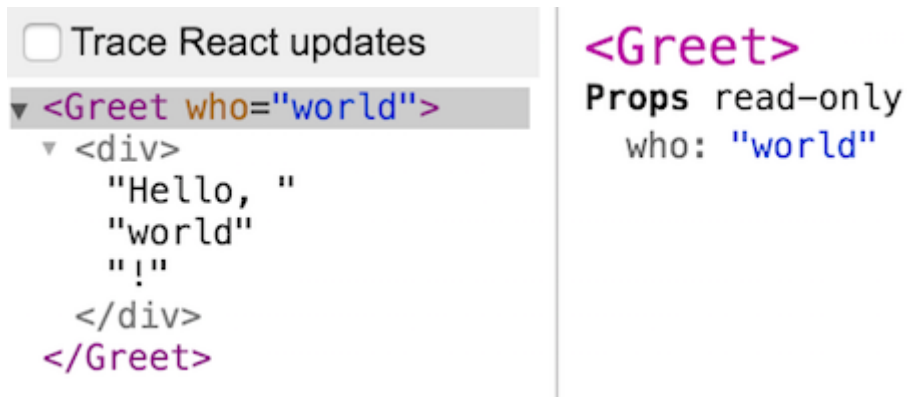 Trace React updates
<Greet who="world">
<div>
"Hello, "
"world"
"!"
</div>
</Greet>
<Greet>
Props read-only
who: "world"